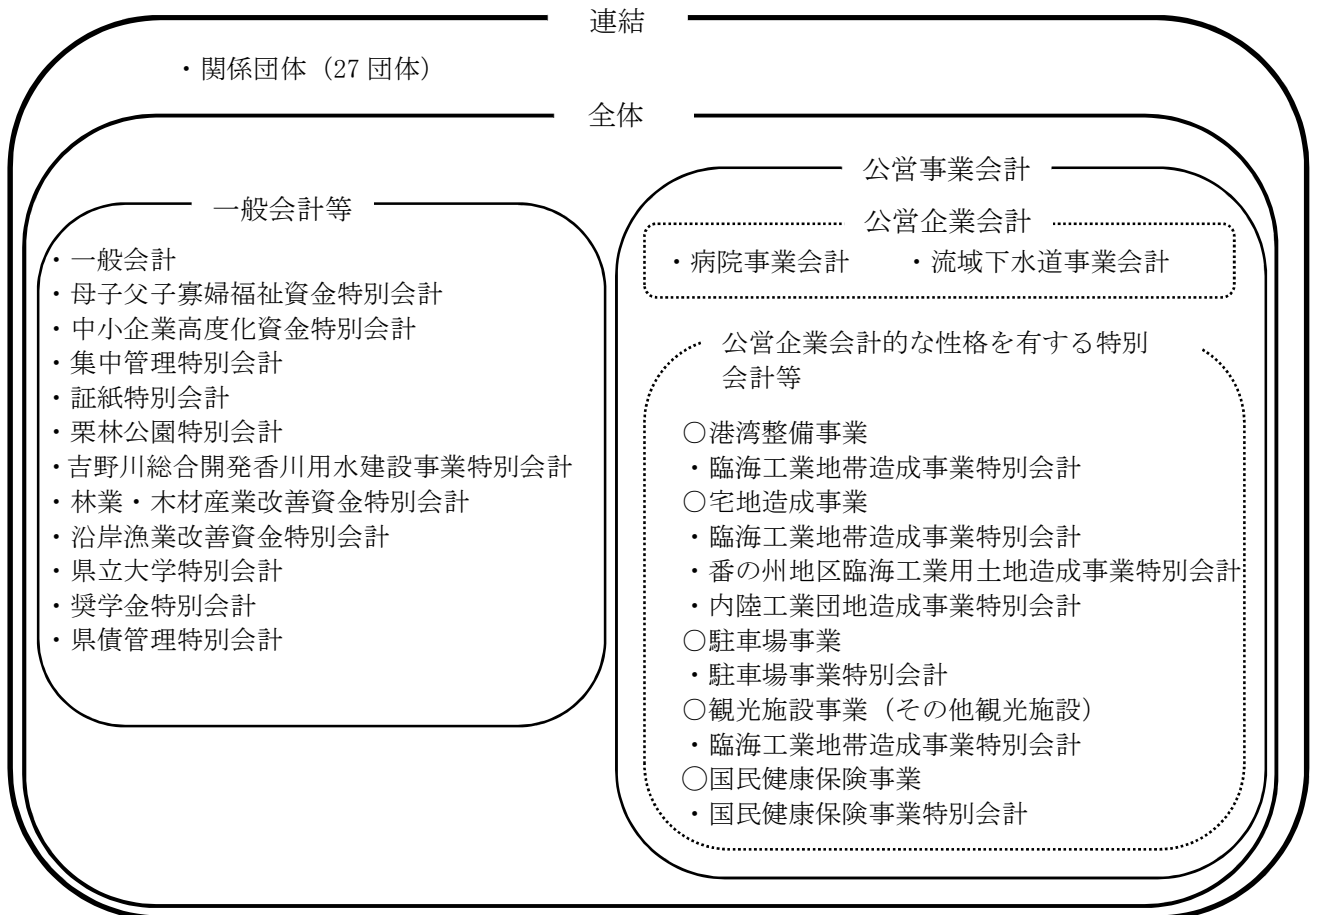 連結
・関係団体（27 団体）
全体
一般会計等
・一般会計
・母子父子寡婦福祉資金特別会計
・中小企業高度化資金特別会計
・集中管理特別会計
・証紙特別会計
・栗林公園特別会計
・吉野川総合開発香川用水建設事業特別会計
・林業・木材産業改善資金特別会計
・沿岸漁業改善資金特別会計
・県立大学特別会計
・奨学金特別会計
・県債管理特別会計
公営事業会計
公営企業会計
・病院事業会計　・流域下水道事業会計
公営企業会計的な性格を有する特別
会計等
○港湾整備事業
・臨海工業地帯造成事業特別会計
○宅地造成事業
・臨海工業地帯造成事業特別会計
・番の州地区臨海工業用土地造成事業特別会計
・内陸工業団地造成事業特別会計
○駐車場事業
・駐車場事業特別会計
○観光施設事業（その他観光施設）
・臨海工業地帯造成事業特別会計
○国民健康保険事業
・国民健康保険事業特別会計